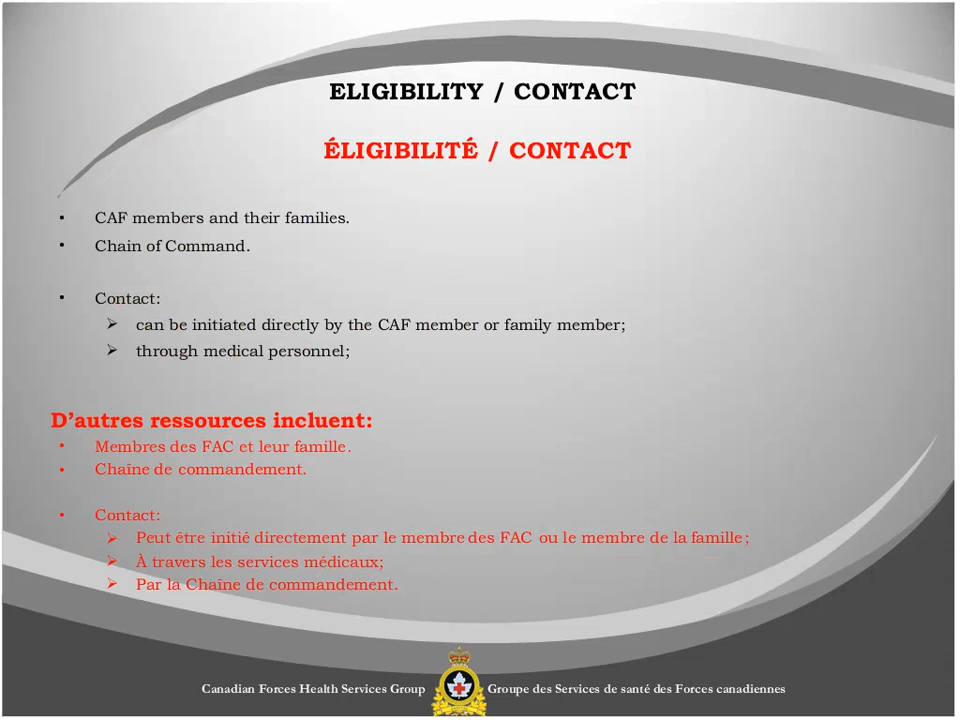 ELIGIBILITY / CONTACT
ÉLIGIBILITÉ / CONTACT
• CAF members and their families.
• Chain of Command.
• Contact:
➢ can be initiated directly by the CAF member or family member;
➢ through medical personnel;
D’autres ressources incluent:
• Membres des FAC et leur famille.
• Chaîne de commandement.
• Contact:
➢ Peut être initié directement par le membre des FAC ou le membre de la famille;
➢ À travers les services médicaux;
➢ Par la Chaîne de commandement.
Canadian Forces Health Services Group Groupe des Services de santé des Forces canadiennes